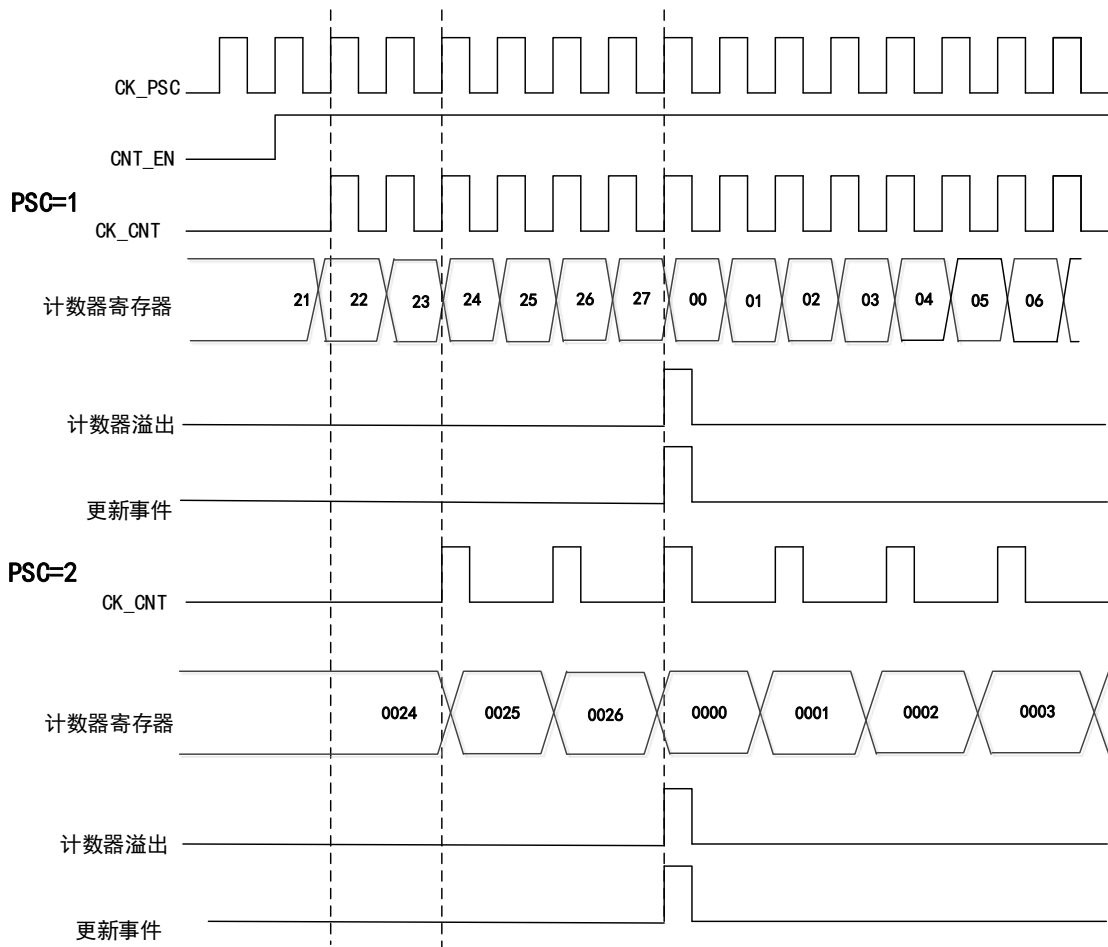 CK_PSC
CNT_EN
PSC=1
CK_CNT
计数器寄存器 21 22 23 24 25 26 27 00 01 02 03 04 05 06
计数器溢出
更新事件
PSC=2
CK_CNT
计数器寄存器 0024 0025 0026 0000 0001 0002 0003
计数器溢出
更新事件